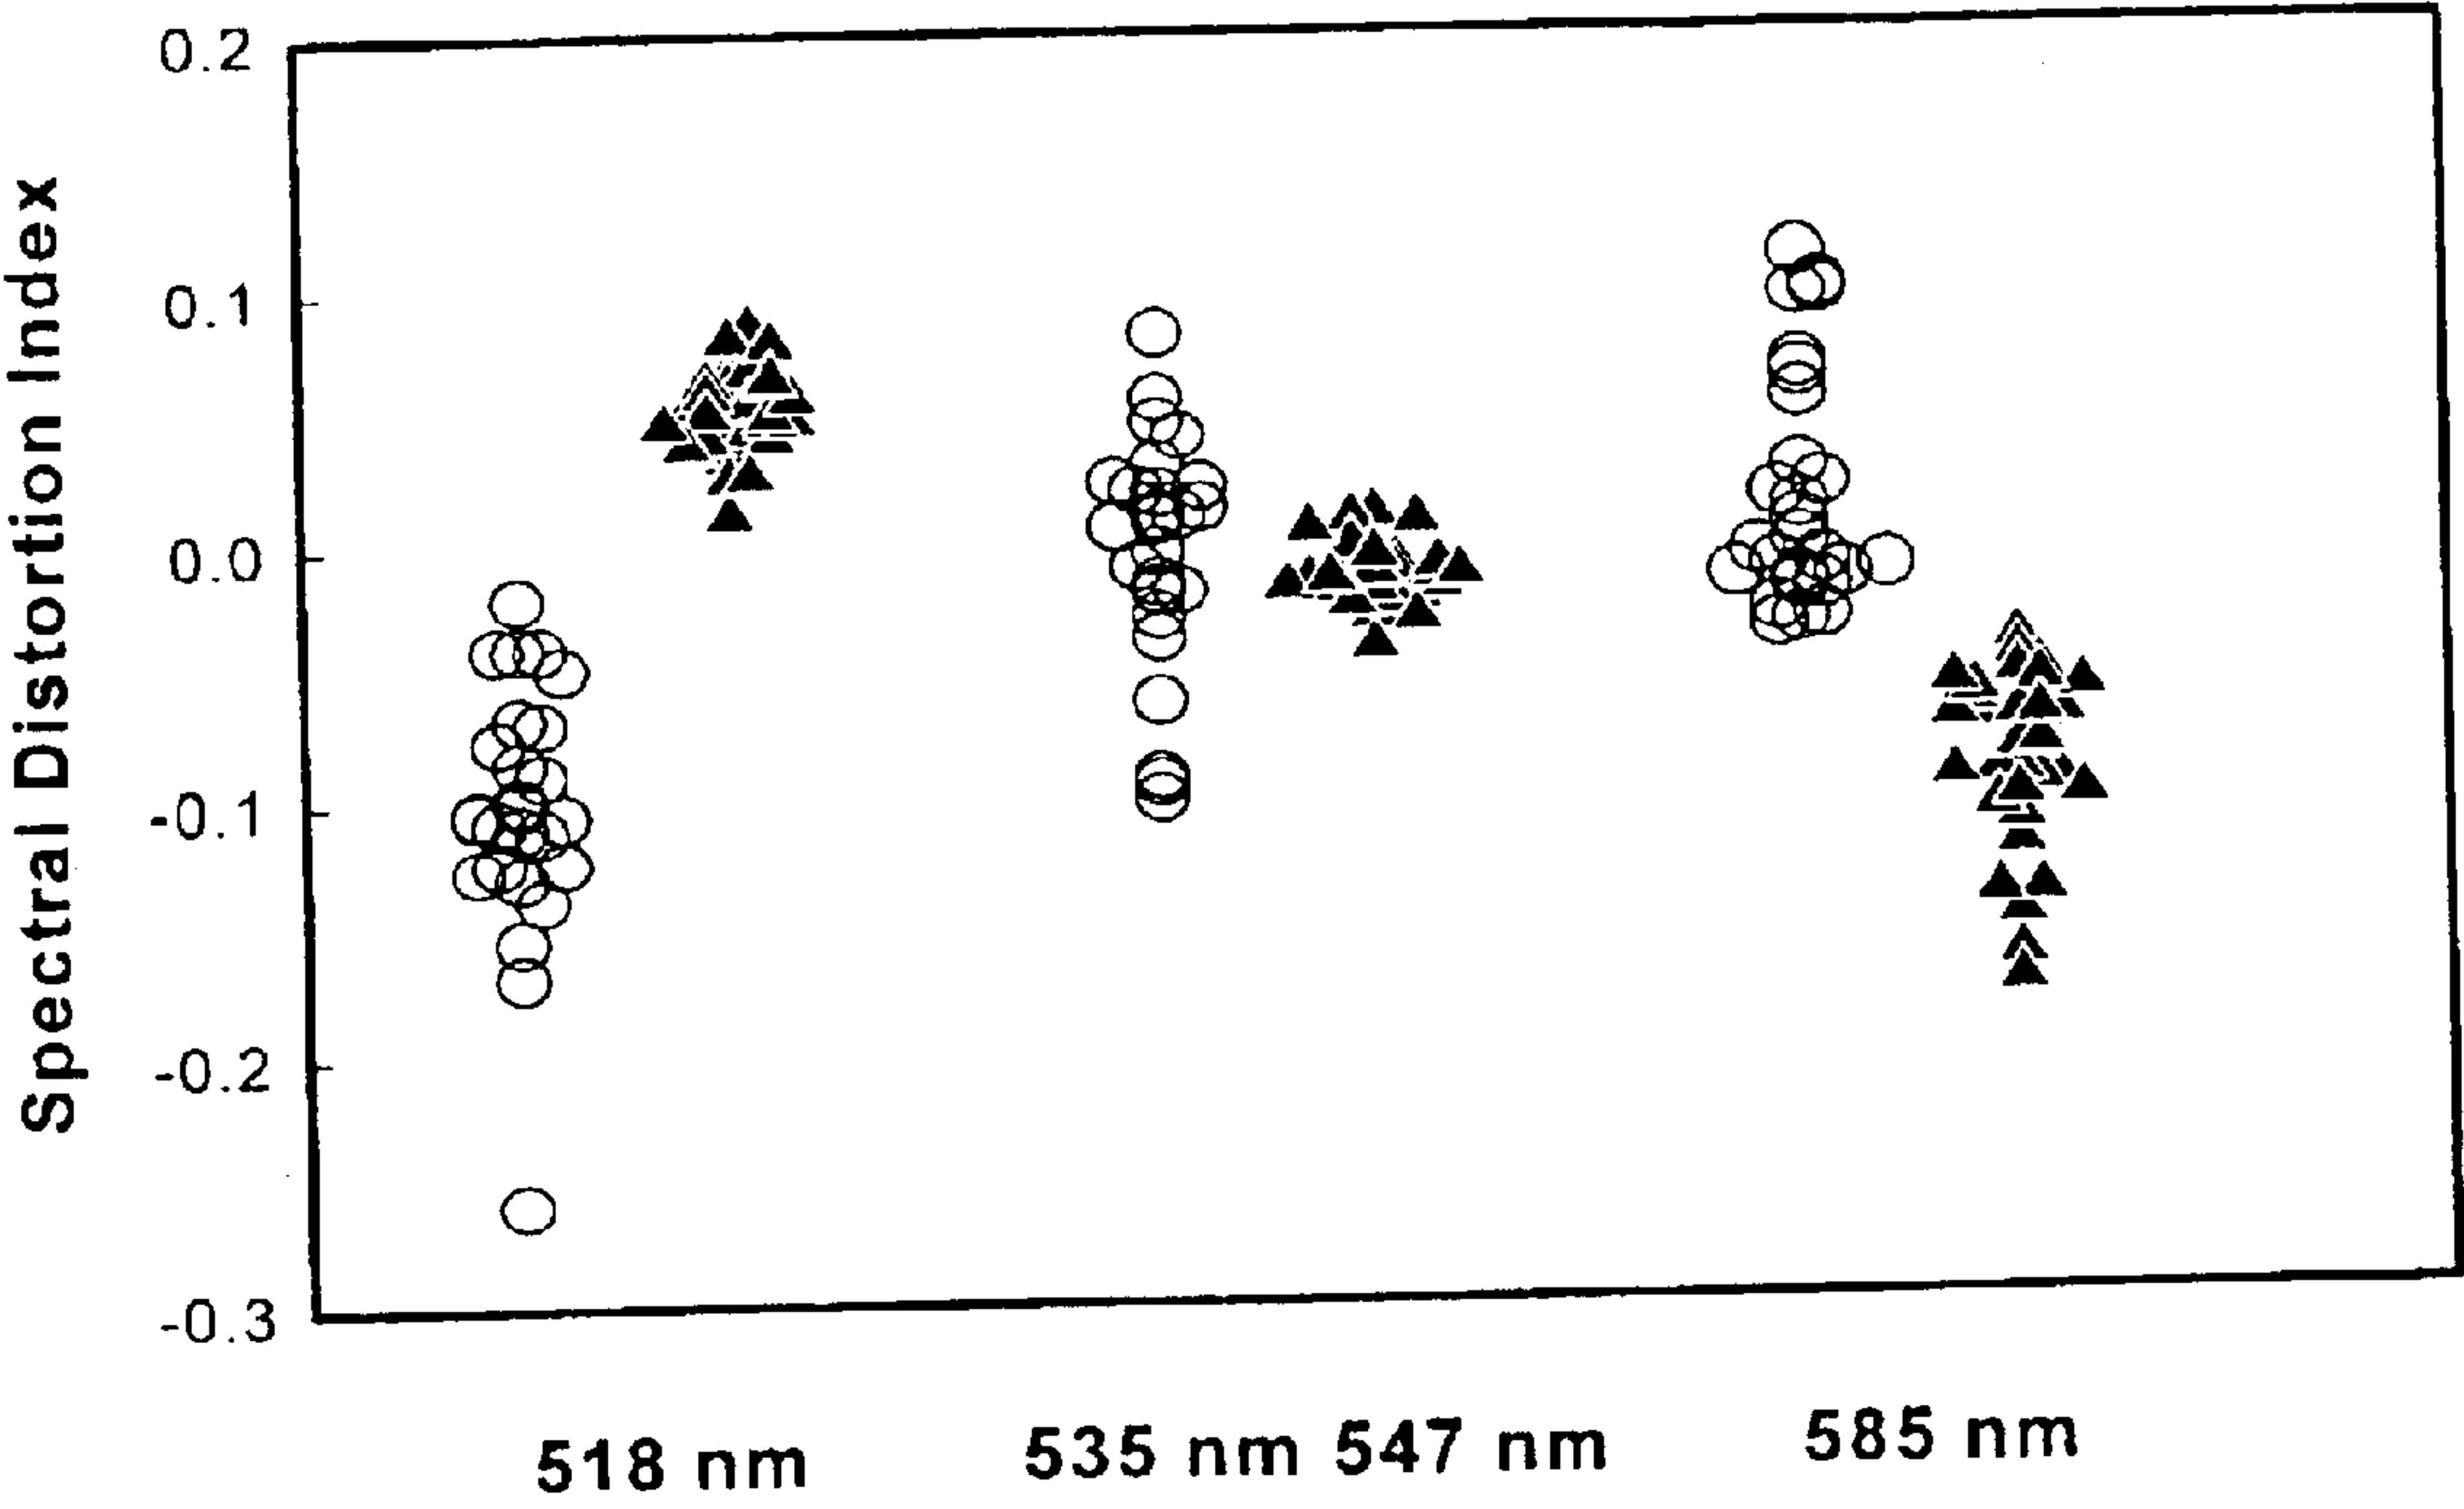 Spectral Distortion Index
0.2
0.1
0.0
-0.1
-0.2
-0.3
518 nm
535 nm 547 nm
585 nm